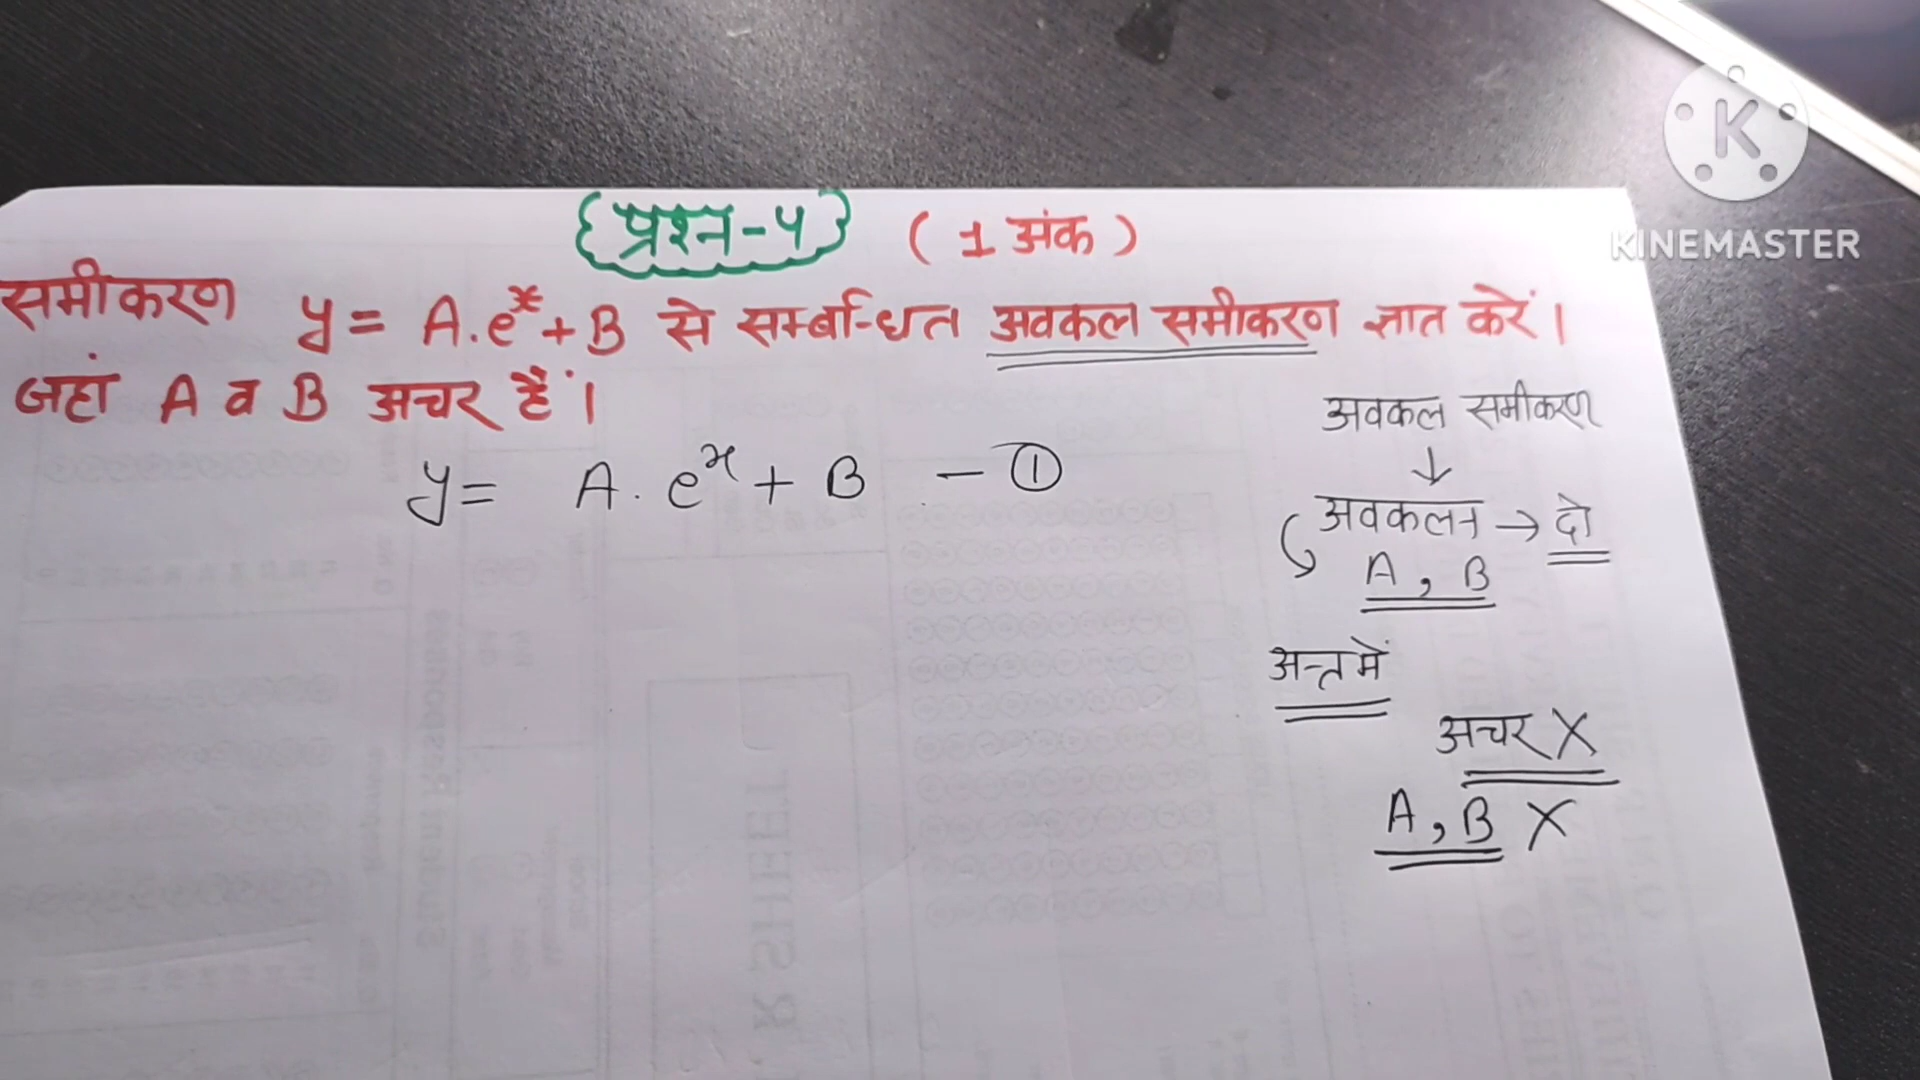 {प्रश्न-५} (1 अंक)
समीकरण y = A.eˣ + B से सम्बन्धित अवकल समीकरण ज्ञात करें।
जहां A व B अचर हैं।
y = A. eˣ + B - ①
अवकल समीकरण
↓
अवकलन → दो
A, B
अन्त में
अचर X
A, B X
K
KINEMASTER